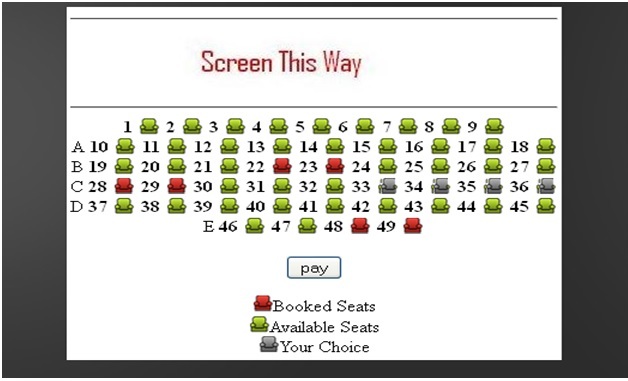 Screen This Way
1 2 3 4 5 6 7 8 9
A 10 11 12 13 14 15 16 17 18
B 19 20 21 22 23 24 25 26 27
C 28 29 30 31 32 33 34 35 36
D 37 38 39 40 41 42 43 44 45
E 46 47 48 49
pay
Booked Seats
Available Seats
Your Choice